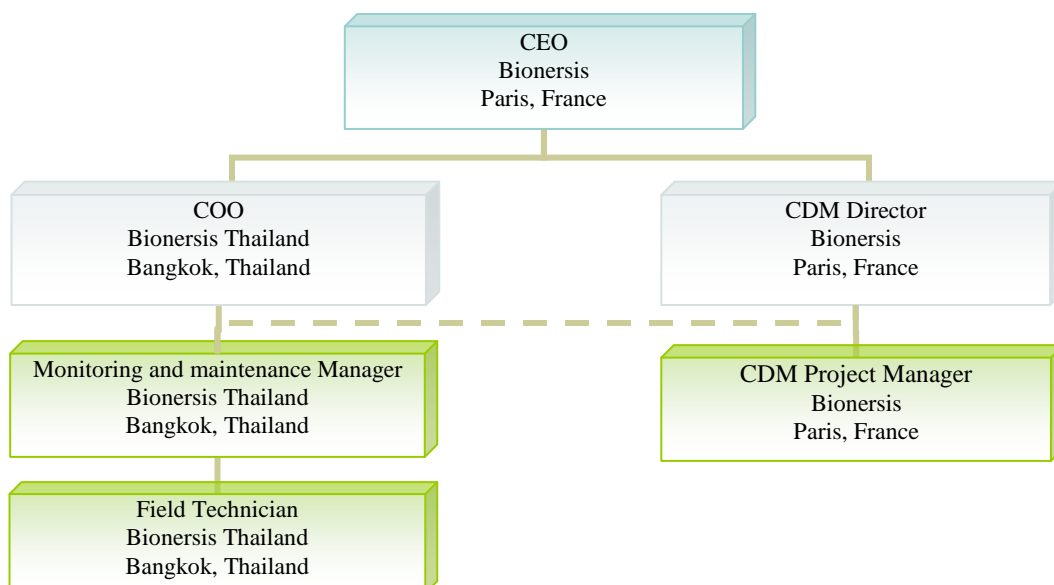 CEO
Bionersis
Paris, France
COO
Bionersis Thailand
Bangkok, Thailand
CDM Director
Bionersis
Paris, France
Monitoring and maintenance Manager
Bionersis Thailand
Bangkok, Thailand
CDM Project Manager
Bionersis
Paris, France
Field Technician
Bionersis Thailand
Bangkok, Thailand